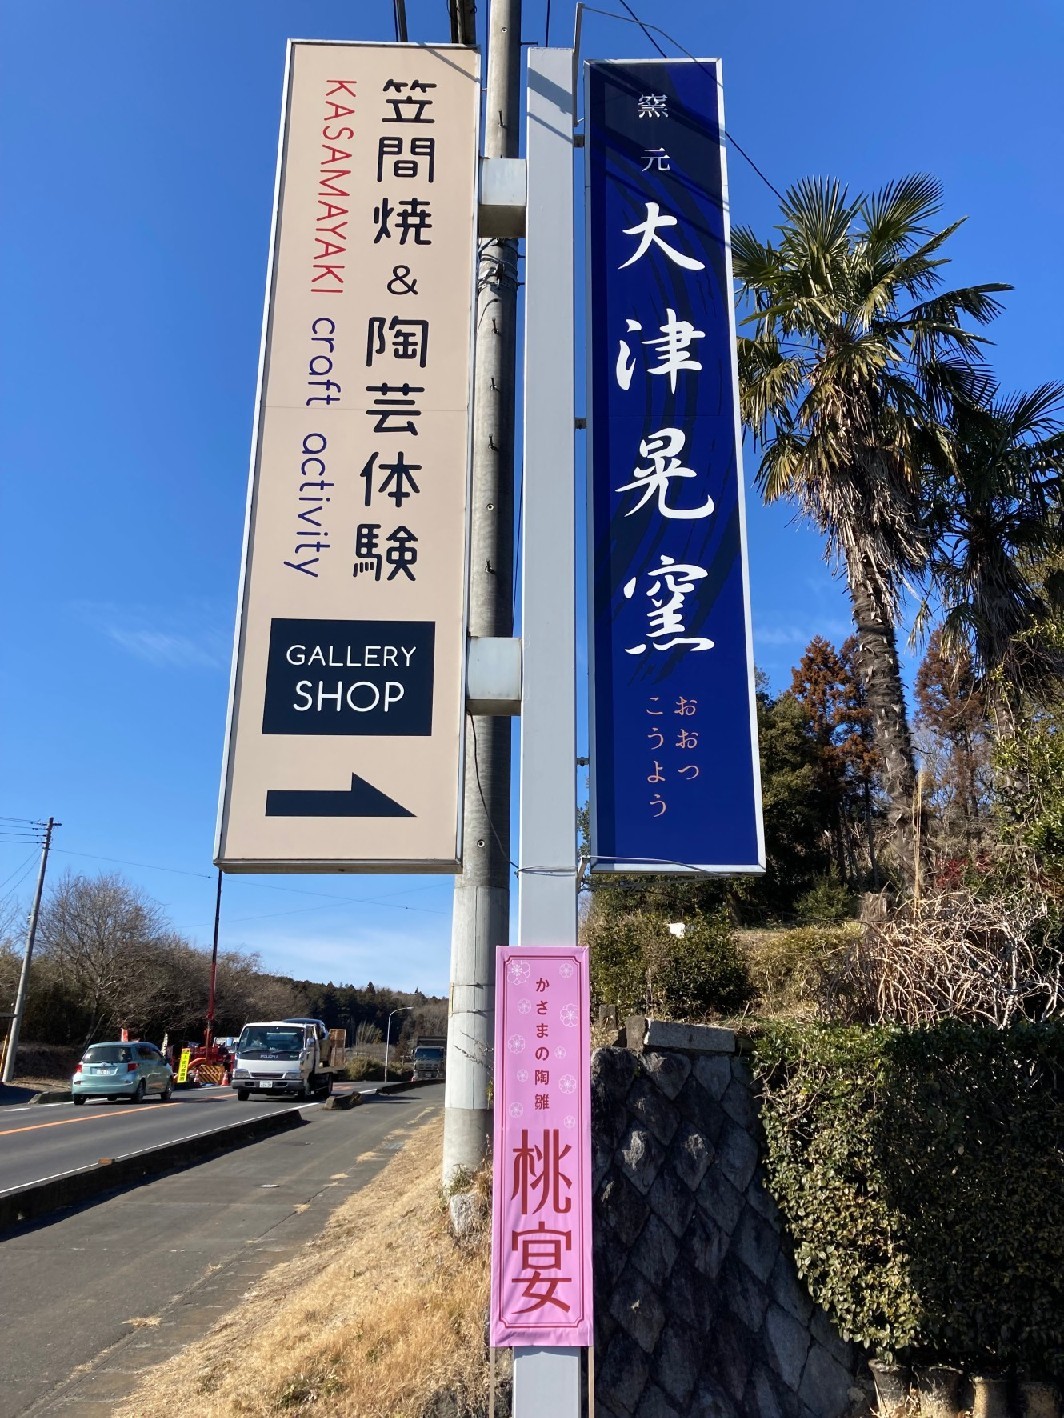 笠間焼&陶芸体験
KASAMAYAKI craft activity
GALLERY
SHOP
窯元
大津晃窯
おおつ
こうよう
かさまの陶雛
桃宴